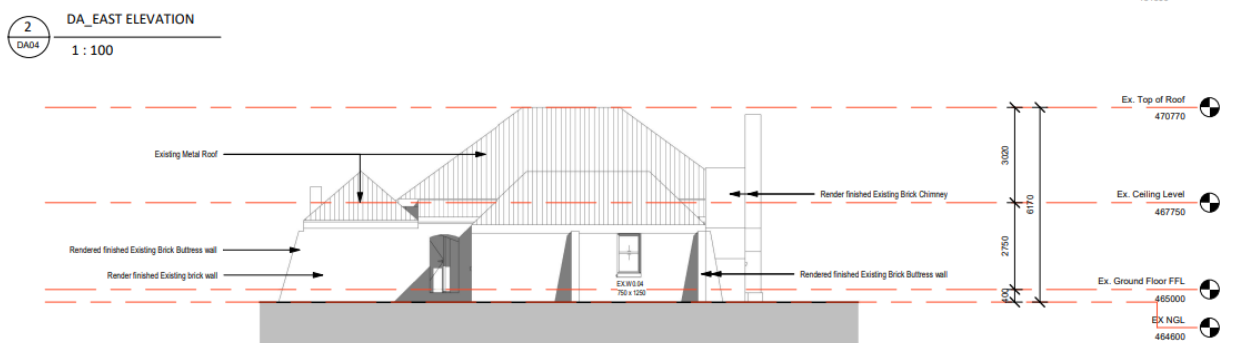 2
DA04
DA_EAST ELEVATION
1 : 100
Ex. Top of Roof
470770
Existing Metal Roof
3020
Render finished Existing Brick Chimney
Ex. Ceiling Level
467750
6170
Rendered finished Existing Brick Buttress wall
2750
Render finished Existing brick wall
Rendered finished Existing Brick Buttress wall
EX.W0.04
750 x 1250
Ex. Ground Floor FFL
465000
400
EX NGL
464600